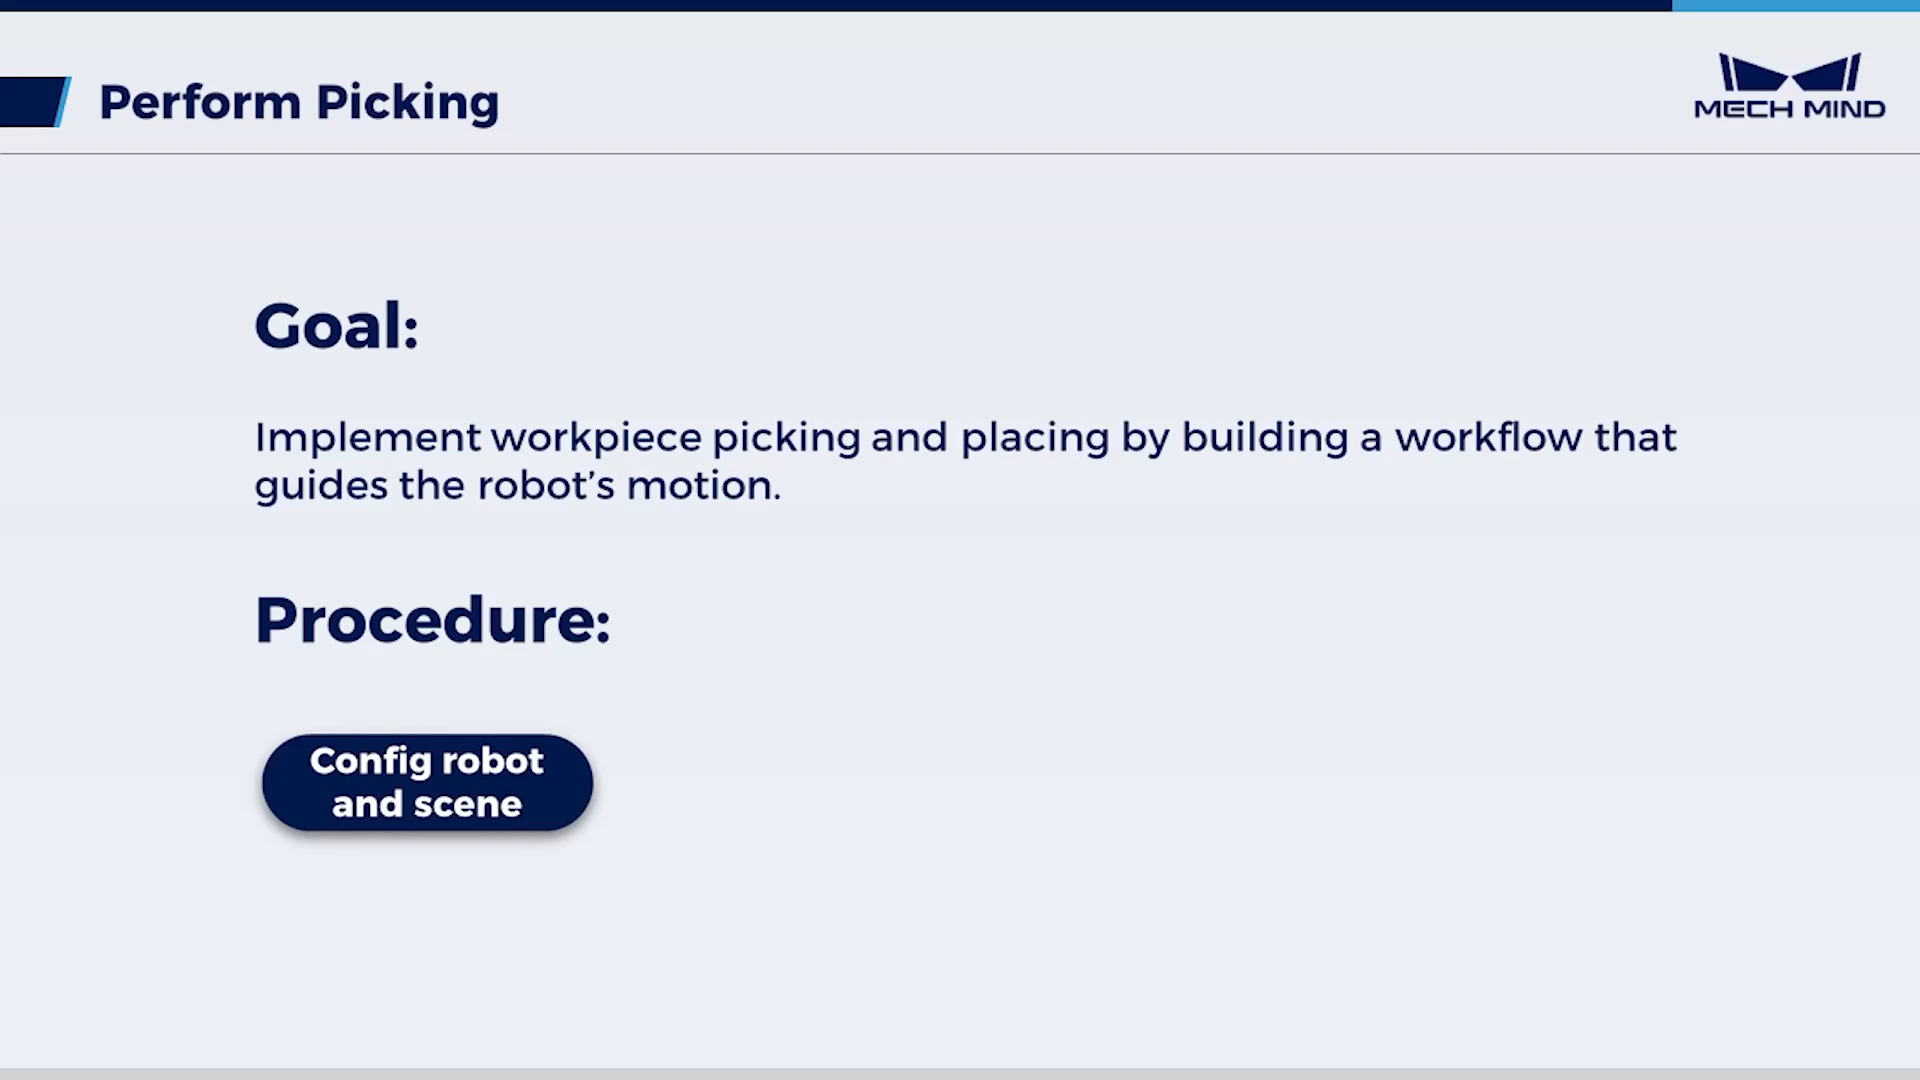 Perform Picking
MECH MIND
Goal:
Implement workpiece picking and placing by building a workflow that
guides the robot’s motion.
Procedure:
Config robot
and scene